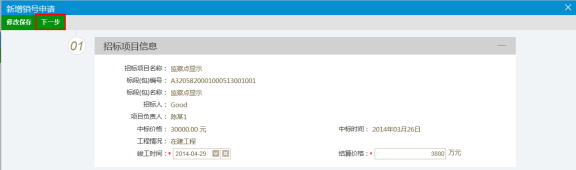 新增销号申请
修改保存 下一步
01 招标项目信息
招标项目名称： 监察点显示
标段(包)编号： A3205820001000513001001
标段(包)名称： 监察点显示
招标人： Good
项目负责人： 陈某1
中标价格： 30000.00 元 中标时间： 2014年03月26日
工程情况： 在建工程
竣工时间：* 2014-04-29 结算价格：* 3880 万元